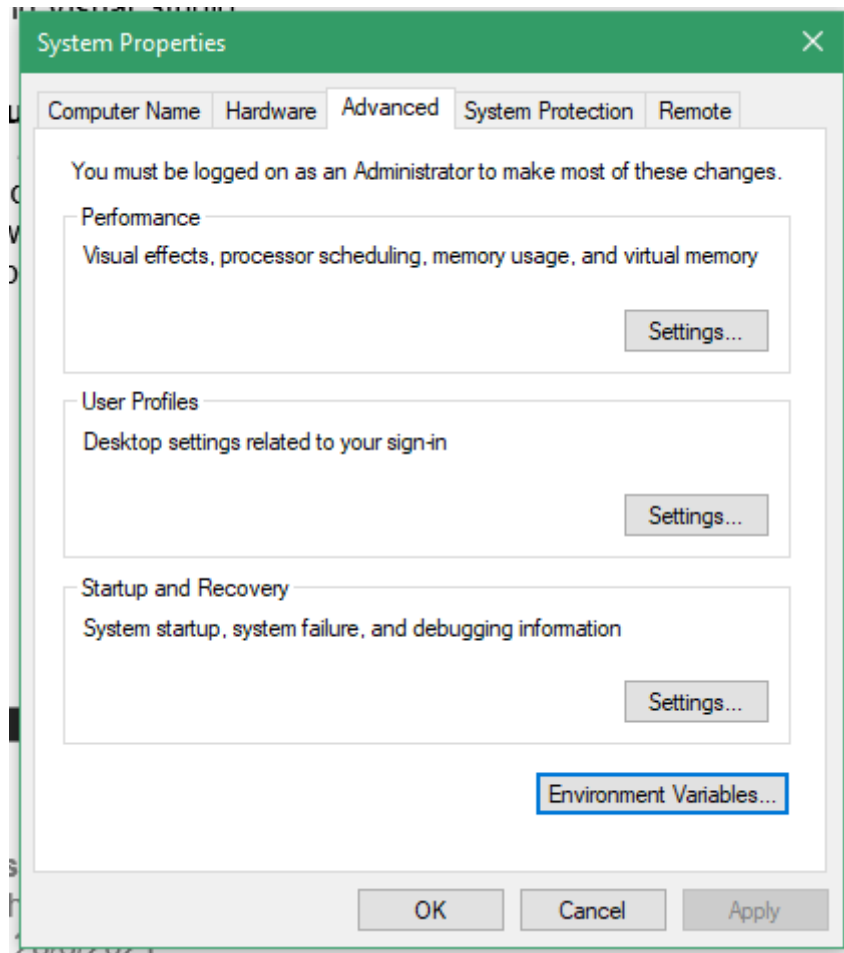 System Properties
Computer Name Hardware Advanced System Protection Remote
You must be logged on as an Administrator to make most of these changes.
Performance
Visual effects, processor scheduling, memory usage, and virtual memory
Settings...
User Profiles
Desktop settings related to your sign-in
Settings...
Startup and Recovery
System startup, system failure, and debugging information
Settings...
Environment Variables...
OK Cancel Apply